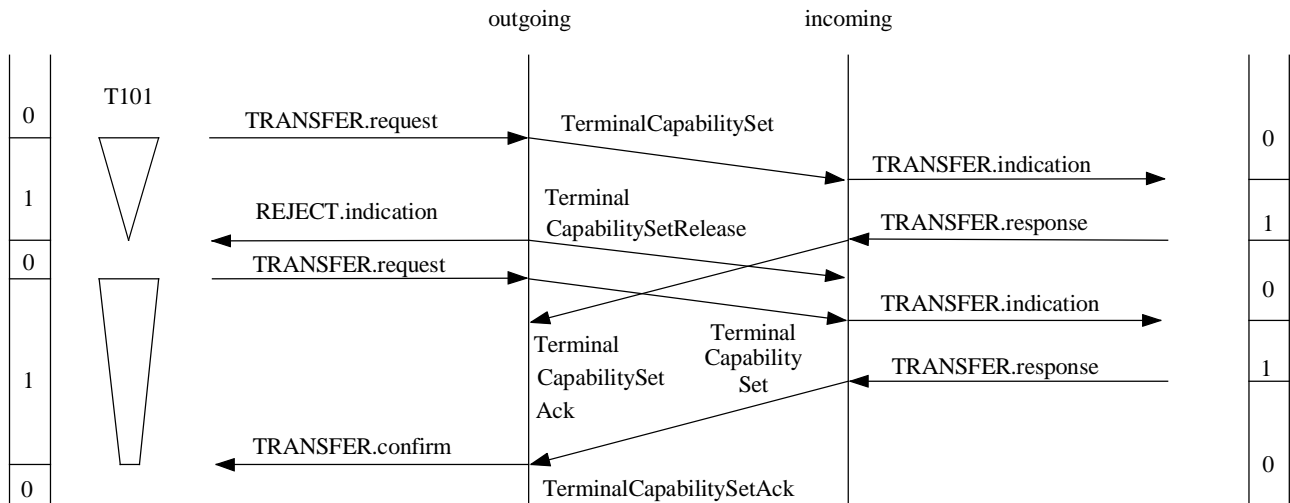 outgoing
incoming
T101
0
TRANSFER.request
TerminalCapabilitySet
0
TRANSFER.indication
1
REJECT.indication
Terminal
CapabilitySetRelease
TRANSFER.response
1
0
TRANSFER.request
0
TRANSFER.indication
Terminal
CapabilitySet
Ack
Terminal
Capability
Set
1
TRANSFER.response
1
TRANSFER.confirm
0
0
TerminalCapabilitySetAck